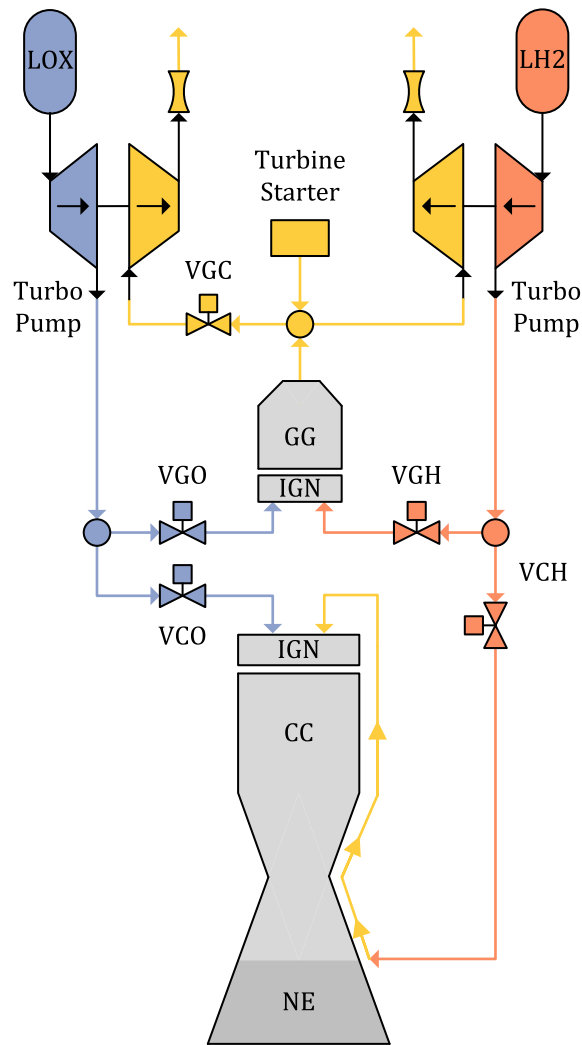 LOX
LH2
Turbine
Starter
VGC
Turbo
Pump
Turbo
Pump
GG
VGO
IGN
VGH
VCH
VCO
IGN
CC
NE